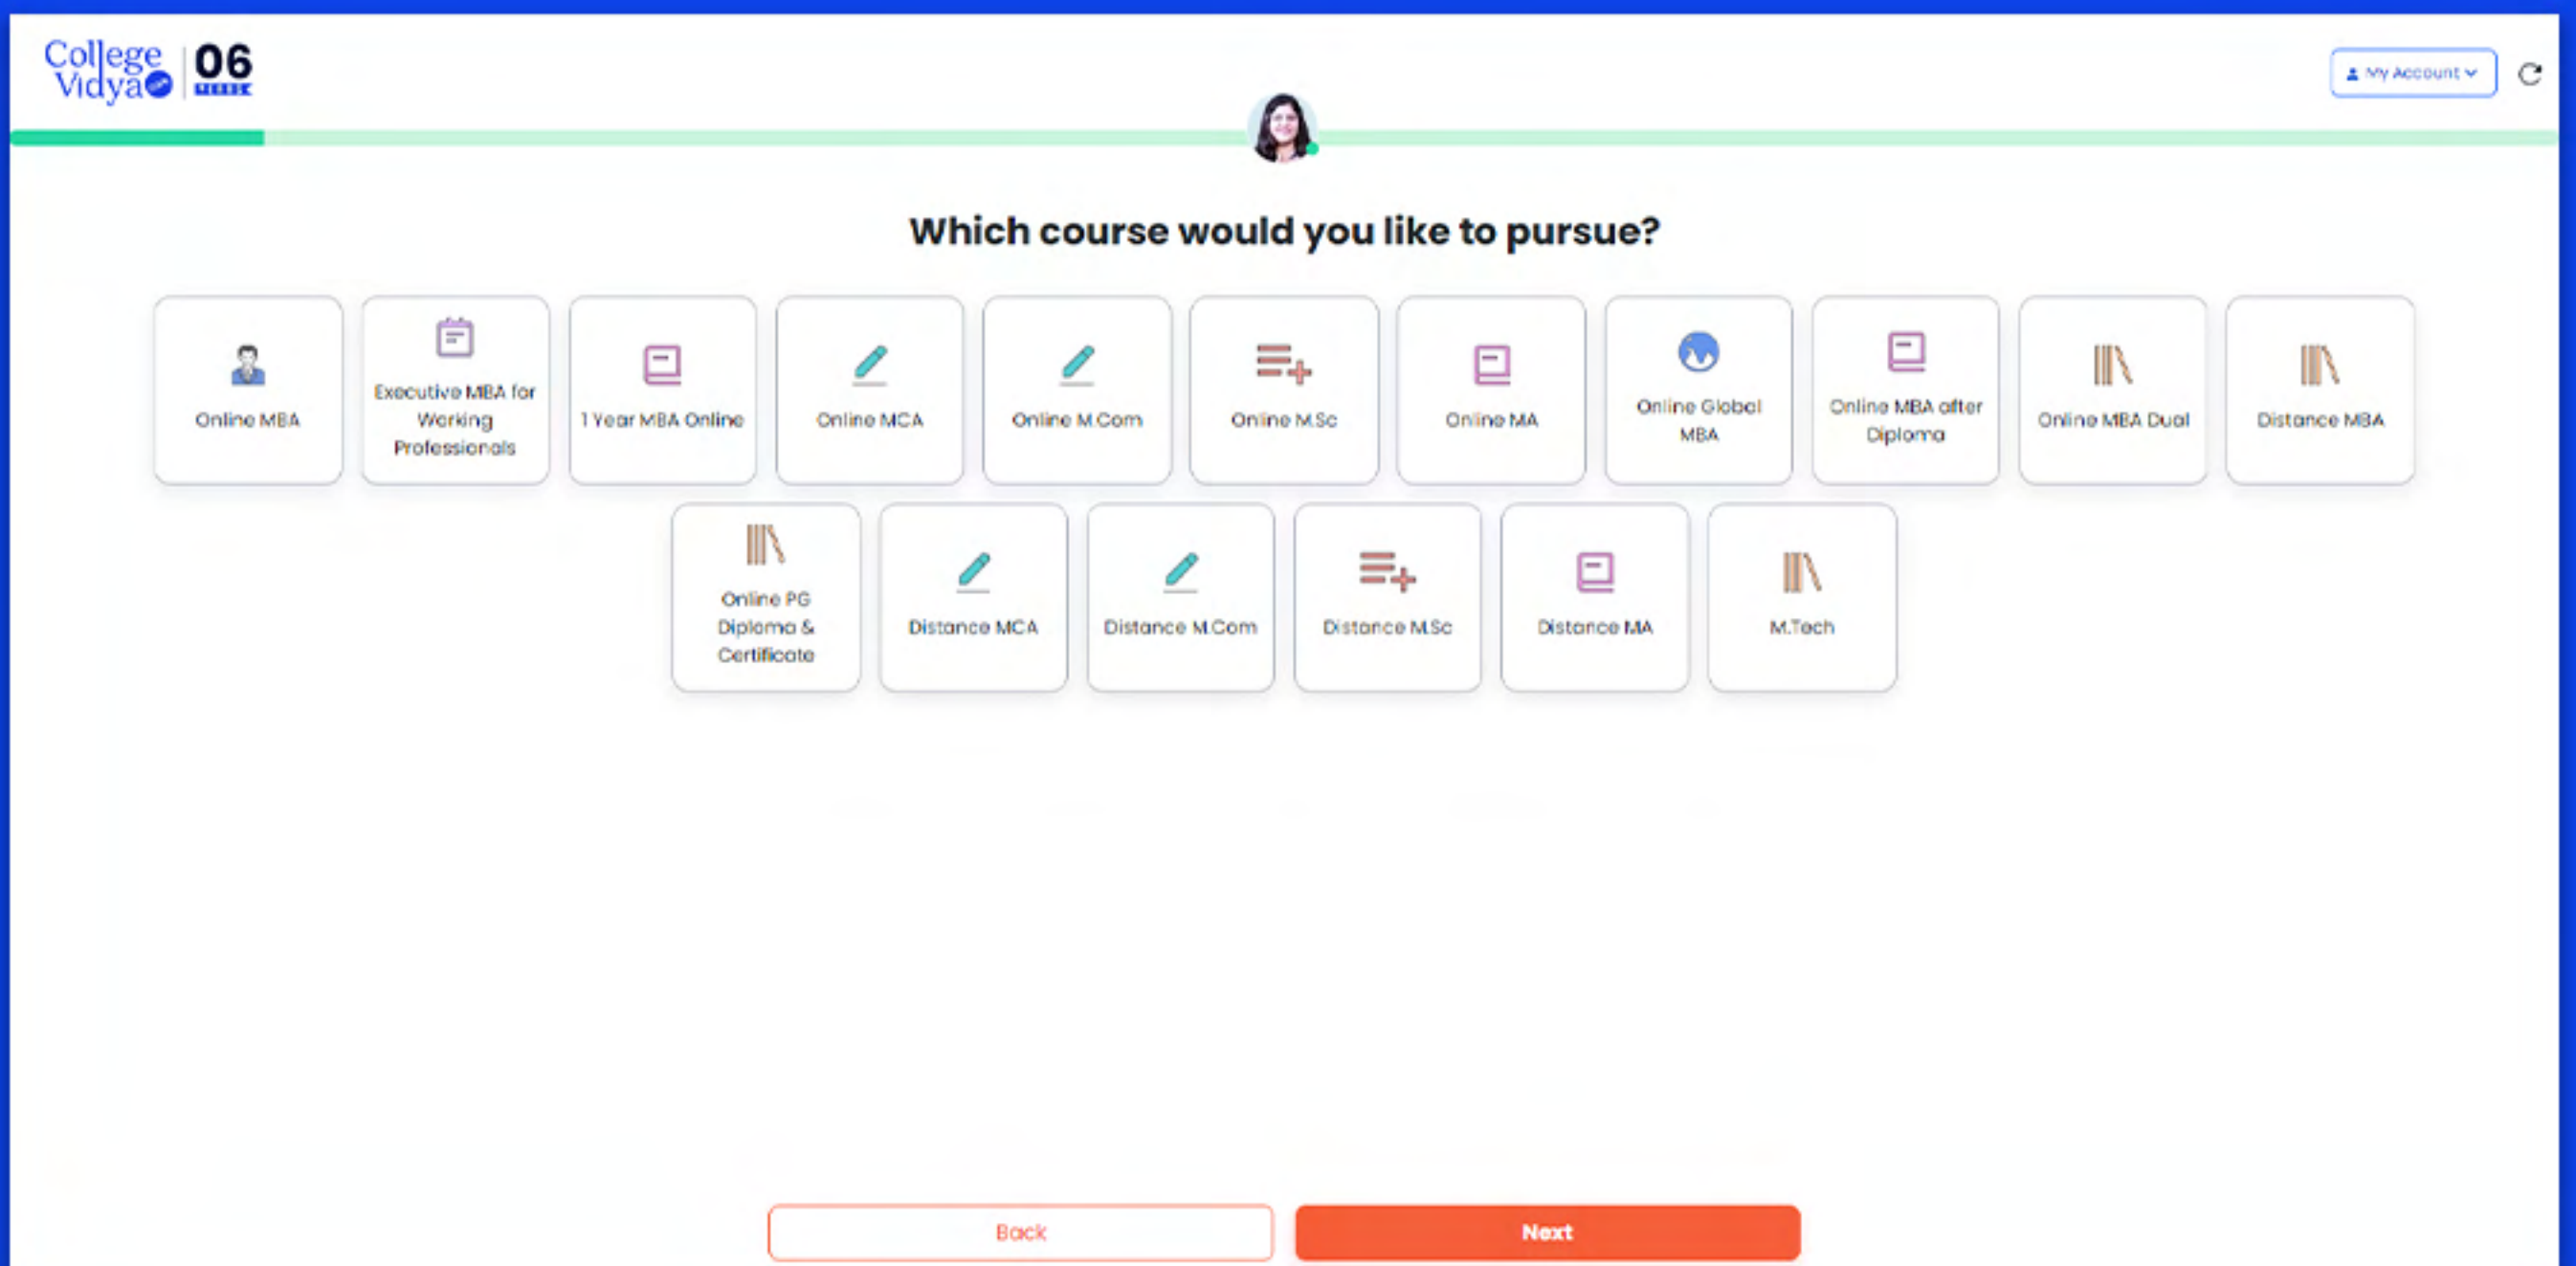 College
Vidya
06
YEARS
My Account
Which course would you like to pursue?
Online MBA
Executive MBA for
Working
Professionals
1 Year MBA Online
Online MCA
Online M.Com
Online M.Sc
Online MA
Online Global
MBA
Online MBA after
Diploma
Online MBA Dual
Distance MBA
Online PG
Diploma &
Certificate
Distance MCA
Distance M.Com
Distance M.Sc
Distance MA
M.Tech
Back
Next